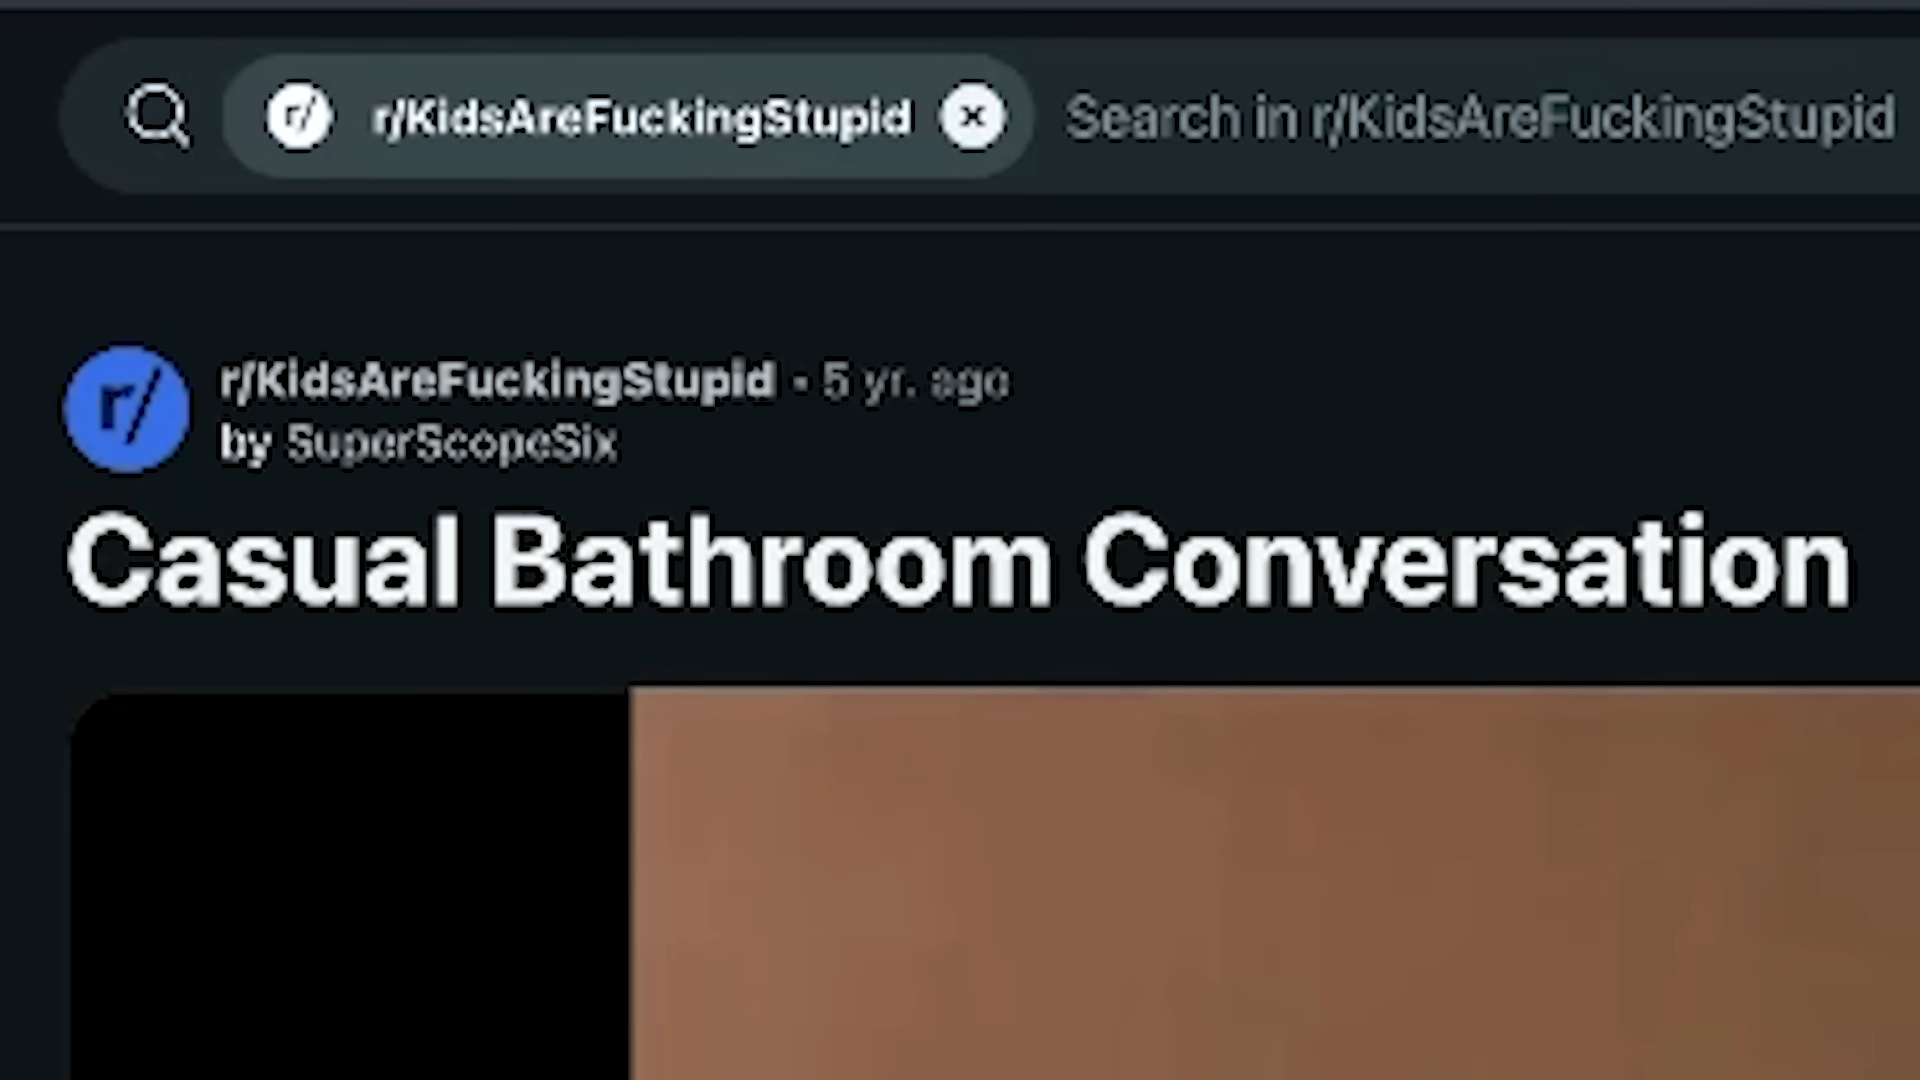 r/ r/KidsAreFuckingStupid Search in r/KidsAreFuckingStupid
r/ r/KidsAreFuckingStupid • 5 yr. ago
by SuperScopeSix
Casual Bathroom Conversation